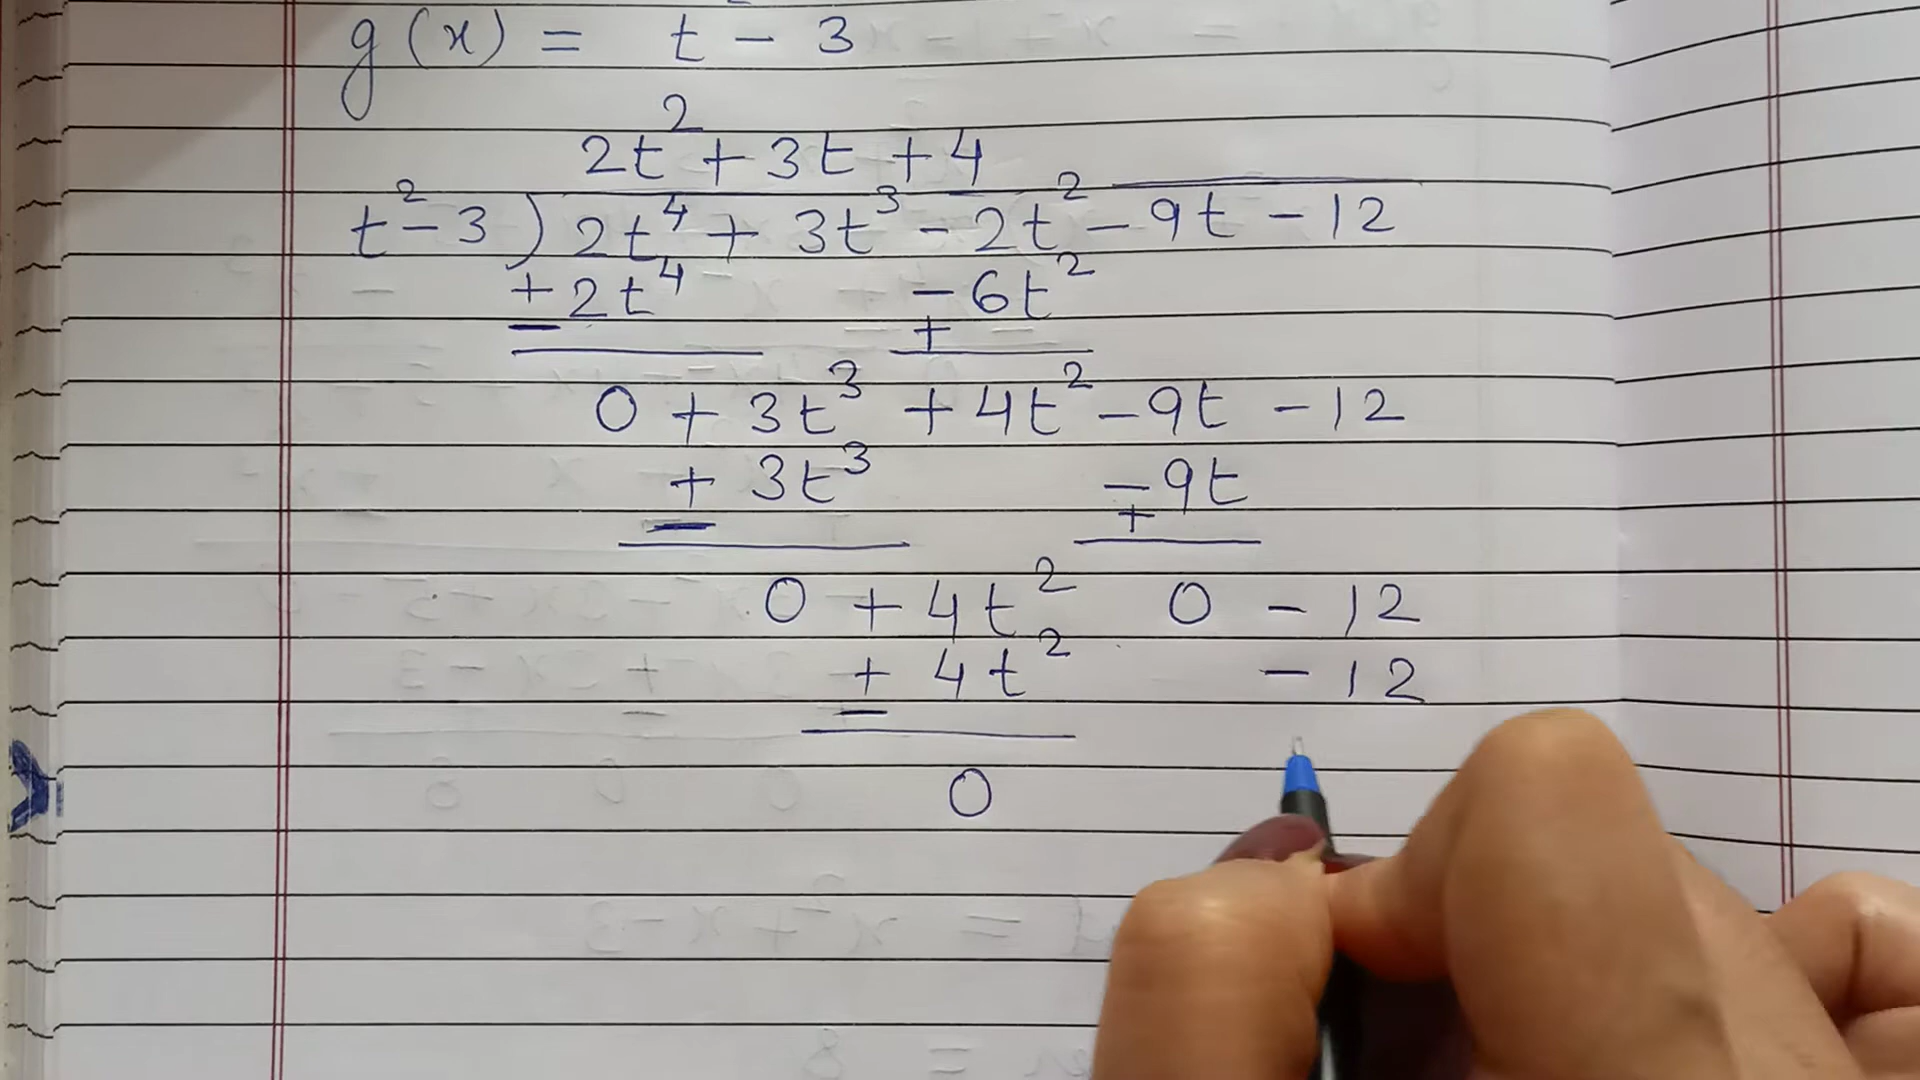 g(x) = t² - 3
2t² + 3t + 4
t² - 3 ) 2t⁴ + 3t³ - 2t² - 9t - 12
+ 2t⁴ - 6t²
- +
0 + 3t³ + 4t² - 9t - 12
+ 3t³ - 9t
- +
0 + 4t² 0 - 12
+ 4t² - 12
-
0